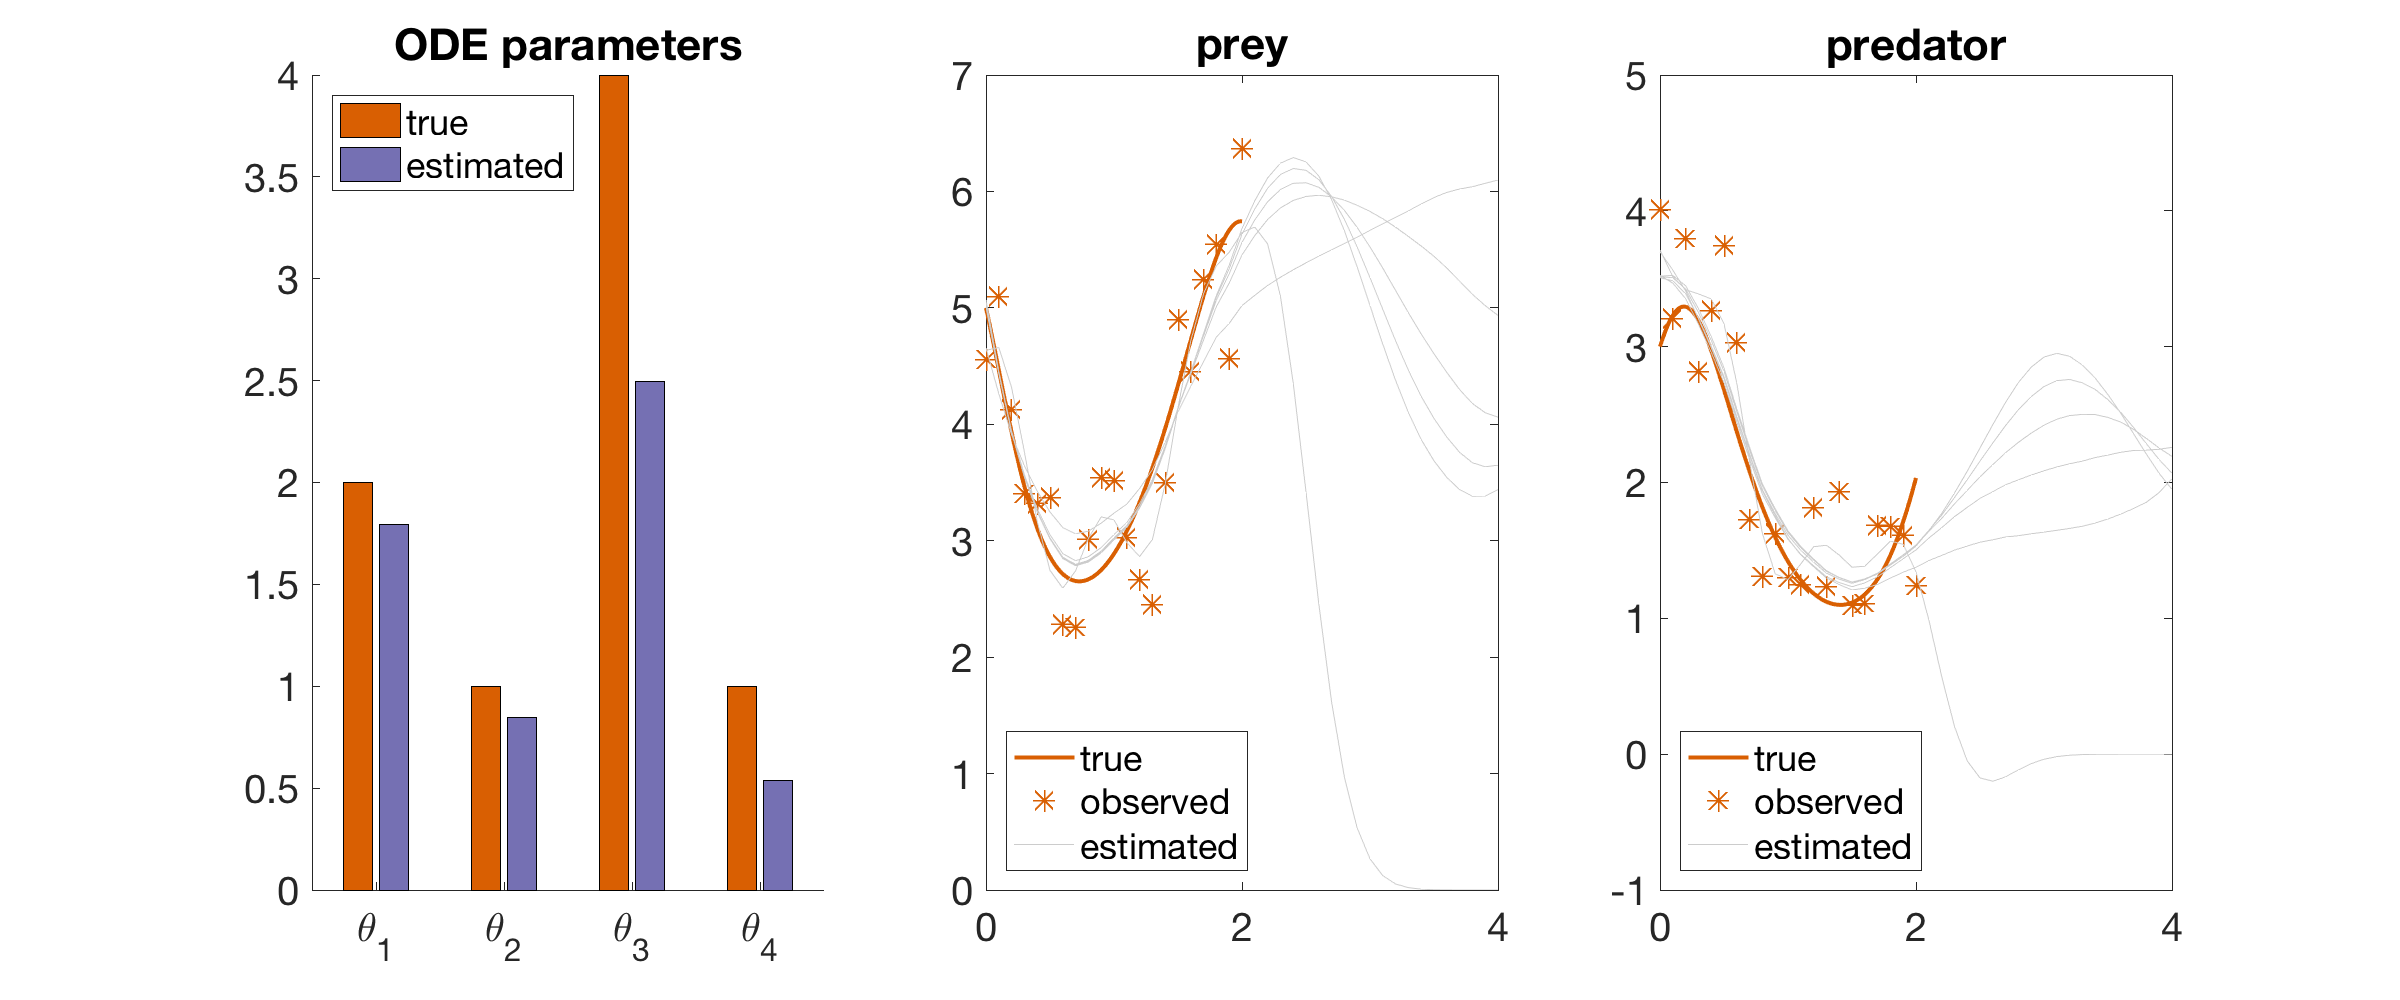 ODE parameters
4
3.5
3
2.5
2
1.5
1
0.5
0
true
estimated
θ1
θ2
θ3
θ4
prey
7
6
5
4
3
2
1
0
true
observed
estimated
0
2
4
predator
5
4
3
2
1
0
-1
true
observed
estimated
0
2
4